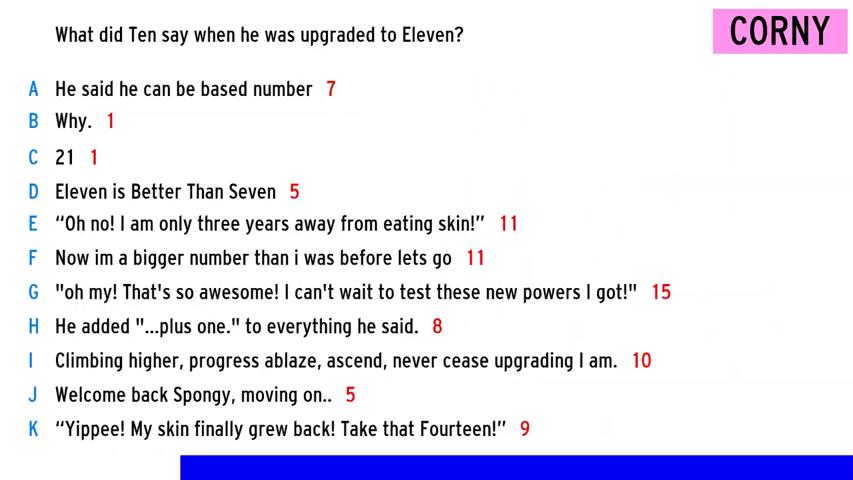 What did Ten say when he was upgraded to Eleven?
CORNY
A He said he can be based number 7
B Why. 1
C 21 1
D Eleven is Better Than Seven 5
E “Oh no! I am only three years away from eating skin!” 11
F Now im a bigger number than i was before lets go 11
G "oh my! That's so awesome! I can't wait to test these new powers I got!" 15
H He added "...plus one." to everything he said. 8
I Climbing higher, progress ablaze, ascend, never cease upgrading I am. 10
J Welcome back Spongy, moving on.. 5
K “Yippee! My skin finally grew back! Take that Fourteen!” 9